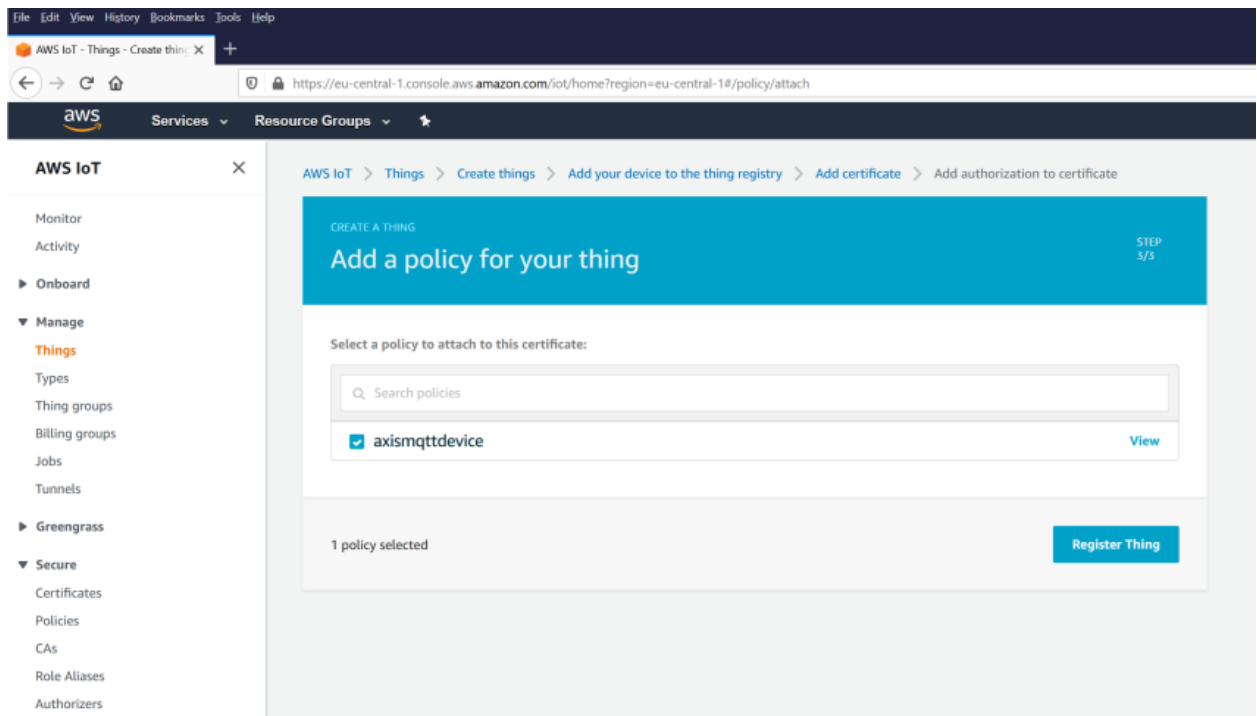 File Edit View History Bookmarks Tools Help
AWS IoT - Things - Create thing
https://eu-central-1.console.aws.amazon.com/iot/home?region=eu-central-1#/policy/attach
aws Services Resource Groups
AWS IoT
Monitor
Activity
Onboard
Manage
Things
Types
Thing groups
Billing groups
Jobs
Tunnels
Greengrass
Secure
Certificates
Policies
CAs
Role Aliases
Authorizers
AWS IoT > Things > Create things > Add your device to the thing registry > Add certificate > Add authorization to certificate
CREATE A THING
Add a policy for your thing
STEP
3/3
Select a policy to attach to this certificate:
Search policies
axismqttdevice View
1 policy selected Register Thing